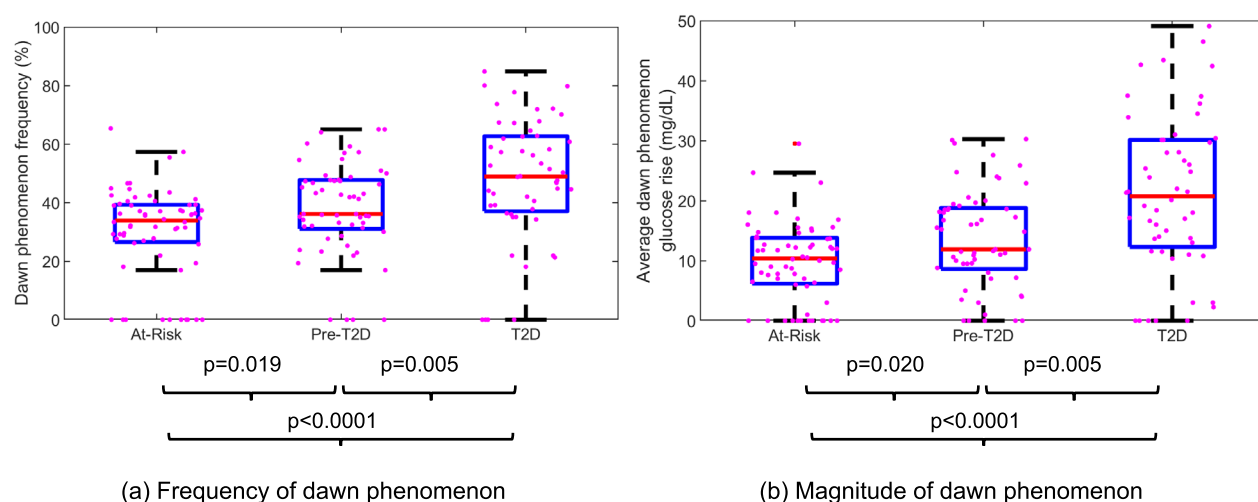 Dawn phenomenon frequency (%)
100
80
60
40
20
0
At-Risk
Pre-T2D
T2D
p=0.019
p=0.005
p<0.0001
(a) Frequency of dawn phenomenon
Average dawn phenomenon
glucose rise (mg/dL)
50
40
30
20
10
0
At-Risk
Pre-T2D
T2D
p=0.020
p=0.005
p<0.0001
(b) Magnitude of dawn phenomenon